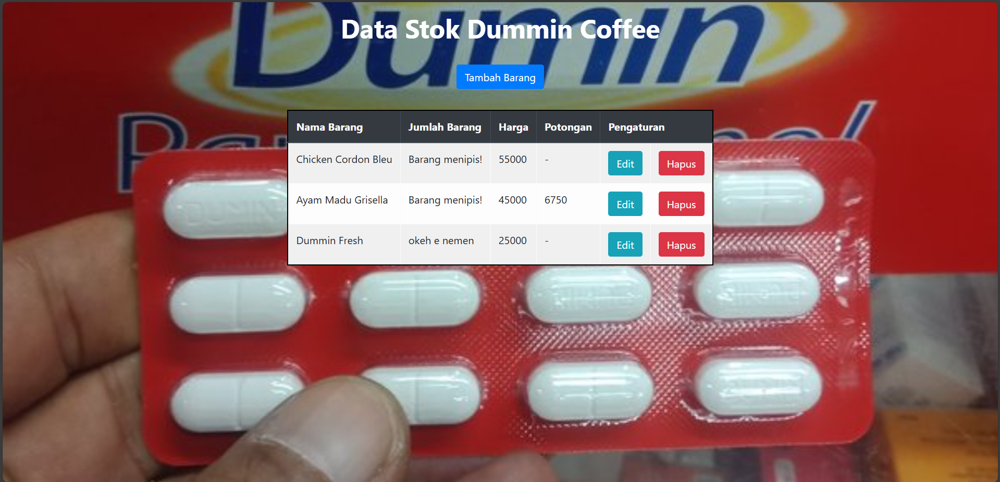 Dumin
Data Stok Dummin Coffee
Tambah Barang
Nama Barang Jumlah Barang Harga Potongan Pengaturan
Chicken Cordon Bleu Barang menipis! 55000 - Edit Hapus
Ayam Madu Grisella Barang menipis! 45000 6750 Edit Hapus
Dummin Fresh okeh e nemen 25000 - Edit Hapus
DUMIN